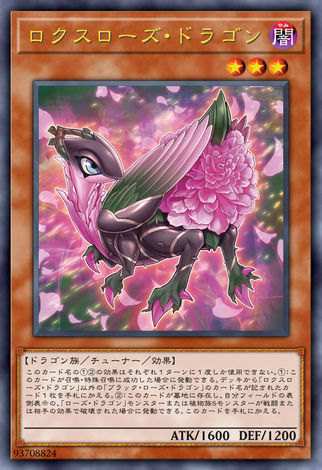 ロクスローズ・ドラゴン
闇
やみ
【ドラゴン族／チューナー／効果】
このカード名の①②の効果はそれぞれ１ターンに１度しか使用できない。①：こ
のカードが召喚・特殊召喚に成功した場合に発動できる。デッキから「ロクス
ローズ・ドラゴン」以外の「ブラック・ローズ・ドラゴン」のカード名が記されたカ
ード１枚を手札に加える。②：このカードが墓地に存在し、自分フィールドの表
側表示の、「ローズ・ドラゴン」モンスターまたは植物族Sモンスターが戦闘また
は相手の効果で破壊された場合に発動できる。このカードを手札に加える。
ATK/1600 DEF/1200
93708824